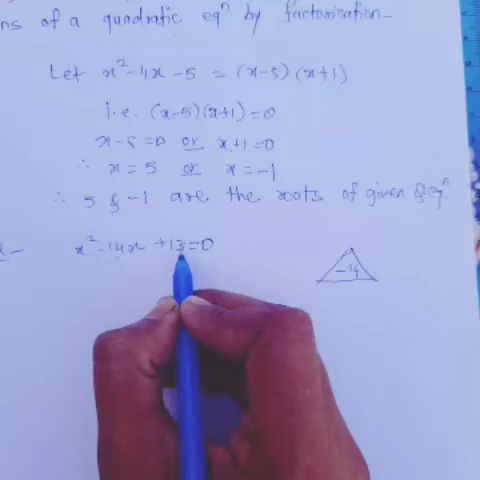 ns of a quadratic eqⁿ by factorisation-
Let x²-4x-5 = (x-5)(x+1)
i.e. (x-5)(x+1)=0
x-5=0 or x+1=0
∴ x=5 or x=-1
∴ 5 & -1 are the roots of given Q.eqⁿ
x²-14x+13=0
-14